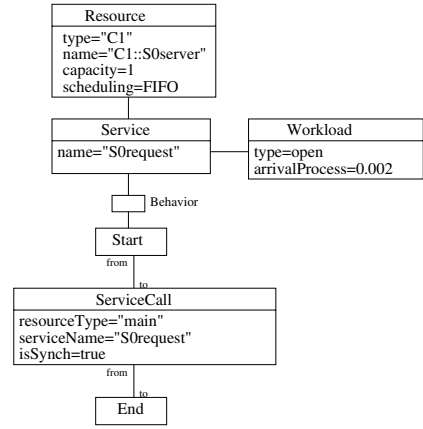 Resource
type="C1"
name="C1::S0server"
capacity=1
scheduling=FIFO
Service
name="S0request"
Workload
type=open
arrivalProcess=0.002
Behavior
Start
from
to
ServiceCall
resourceType="main"
serviceName="S0request"
isSynch=true
from
to
End